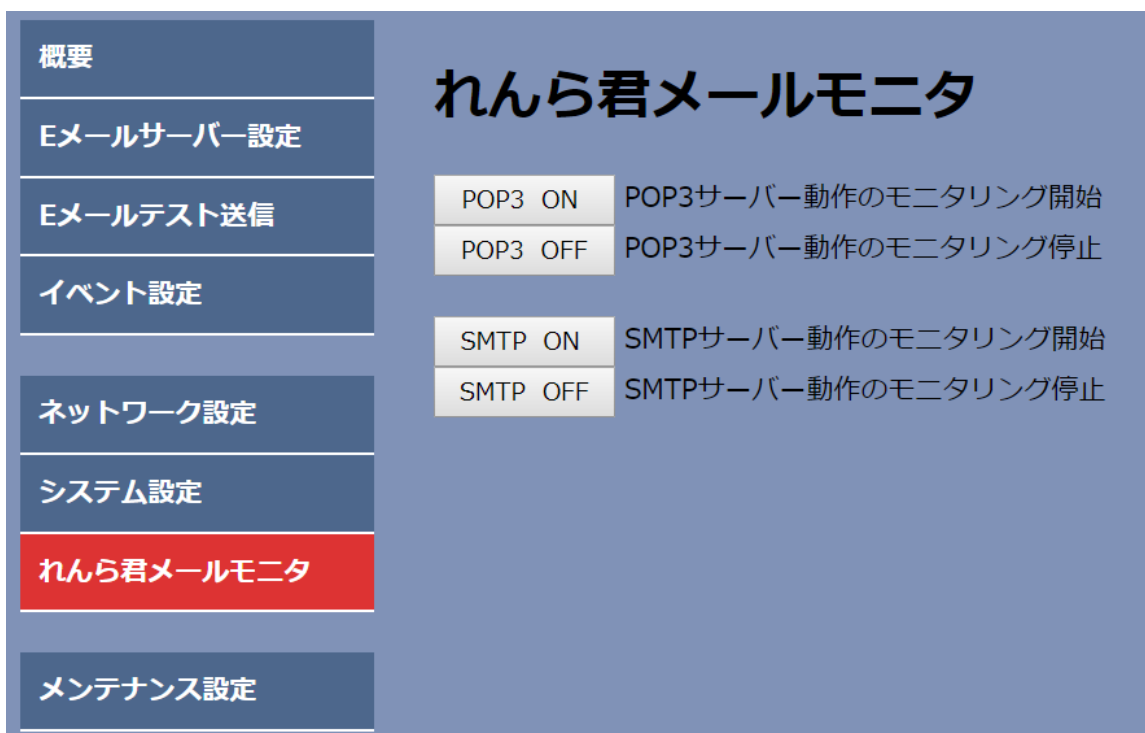 概要
Eメールサーバー設定
Eメールテスト送信
イベント設定
ネットワーク設定
システム設定
れんら君メールモニタ
メンテナンス設定
れんら君メールモニタ
POP3 ON POP3サーバー動作のモニタリング開始
POP3 OFF POP3サーバー動作のモニタリング停止
SMTP ON SMTPサーバー動作のモニタリング開始
SMTP OFF SMTPサーバー動作のモニタリング停止